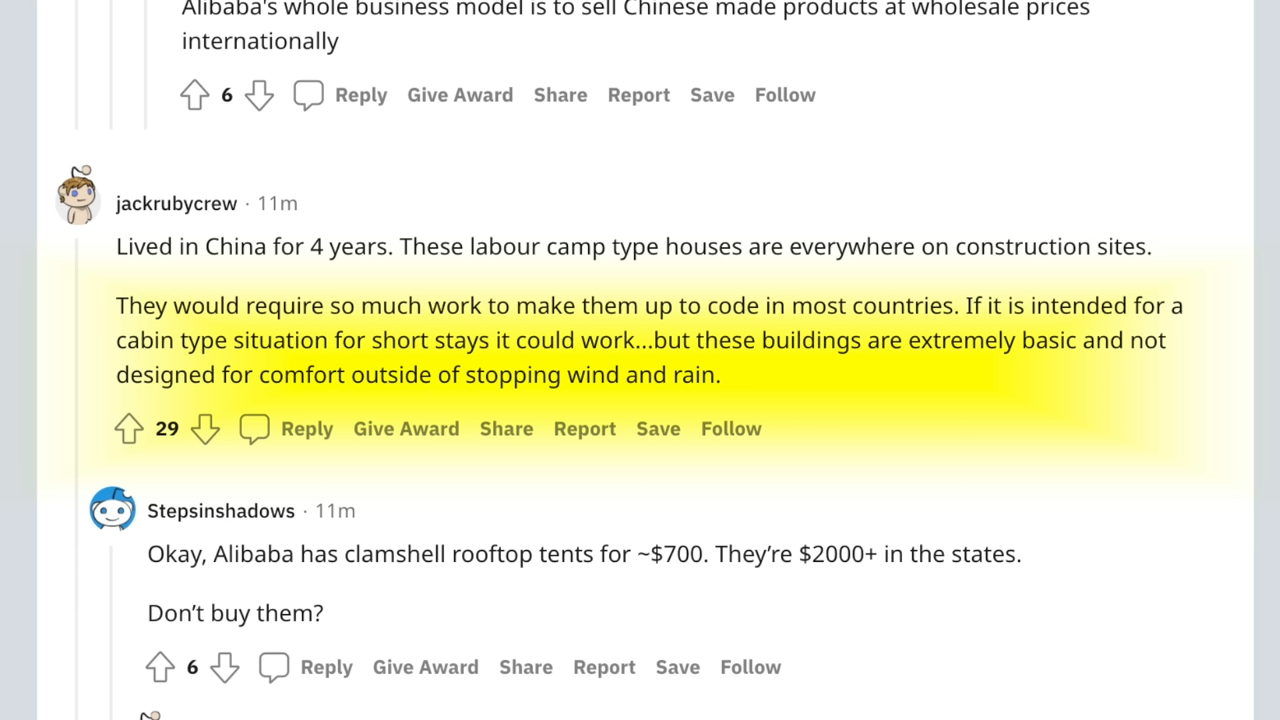 Alibaba's whole business model is to sell Chinese made products at wholesale prices
internationally
6 Reply Give Award Share Report Save Follow
jackrubycrew · 11m
Lived in China for 4 years. These labour camp type houses are everywhere on construction sites.
They would require so much work to make them up to code in most countries. If it is intended for a
cabin type situation for short stays it could work...but these buildings are extremely basic and not
designed for comfort outside of stopping wind and rain.
29 Reply Give Award Share Report Save Follow
Stepsinshadows · 11m
Okay, Alibaba has clamshell rooftop tents for ~$700. They’re $2000+ in the states.
Don’t buy them?
6 Reply Give Award Share Report Save Follow